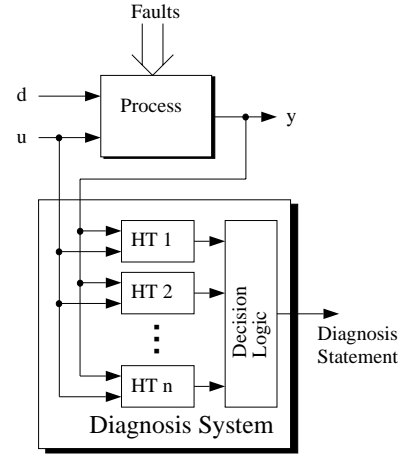 Faults
d
Process
y
u
HT 1
HT 2
HT n
Decision
Logic
Diagnosis
Statement
Diagnosis System